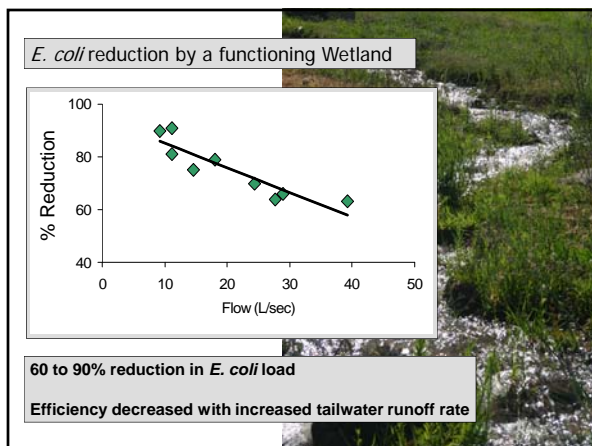 E. coli reduction by a functioning Wetland
100
80
60
40
% Reduction
0 10 20 30 40 50
Flow (L/sec)
60 to 90% reduction in E. coli load
Efficiency decreased with increased tailwater runoff rate